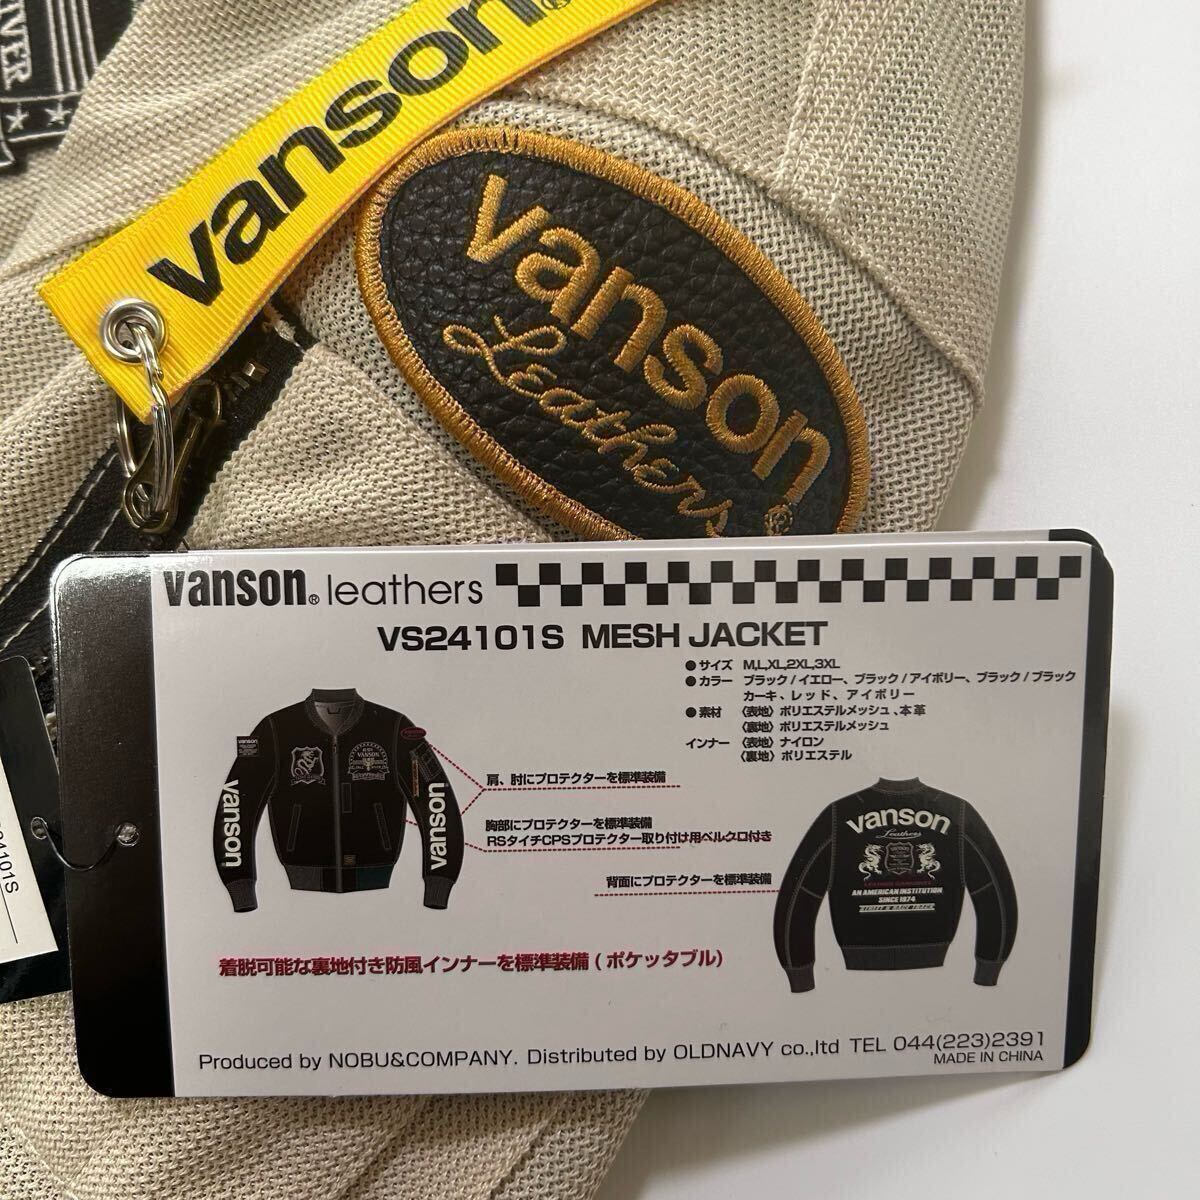 VER
vanson®
vanson
Leathers
®
vanson® leathers
VS24101S MESH JACKET
●サイズ M,L,XL,2XL,3XL
●カラー ブラック/イエロー、ブラック/アイボリー、ブラック/ブラック
カーキ、レッド、アイボリー
●素材 〈表地〉ポリエステルメッシュ、本革
〈裏地〉ポリエステルメッシュ
インナー 〈表地〉ナイロン
〈裏地〉ポリエステル
肩、肘にプロテクターを標準装備
胸部にプロテクターを標準装備
RSタイチCPSプロテクター取り付け用ベルクロ付き
背面にプロテクターを標準装備
vanson
VANSON
vanson
vanson
vanson
Leathers
AN AMERICAN INSTITUTION
SINCE 1974
着脱可能な裏地付き防風インナーを標準装備(ポケッタブル)
Produced by NOBU&COMPANY. Distributed by OLDNAVY co.,ltd TEL 044(223)2391
MADE IN CHINA
24101S